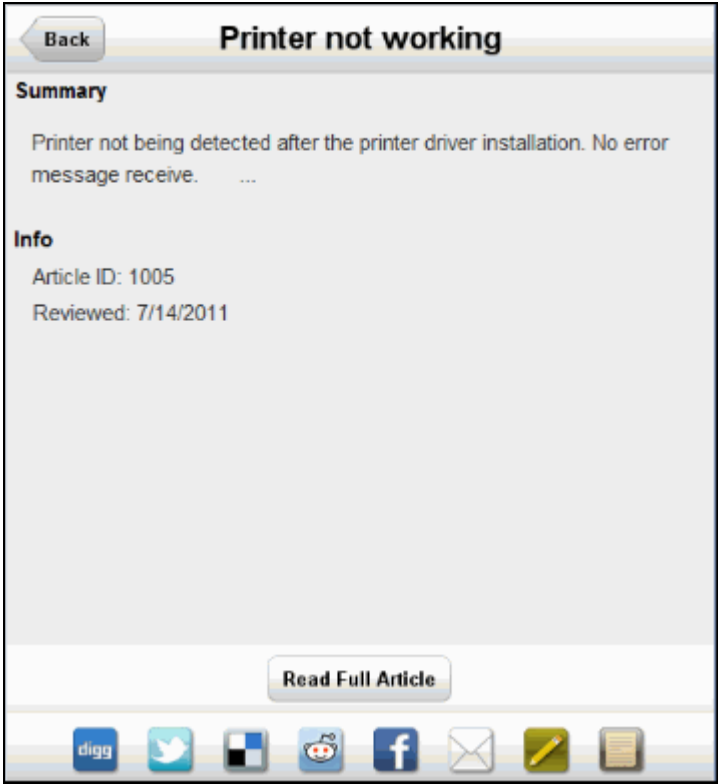 Back
Printer not working
Summary
Printer not being detected after the printer driver installation. No error
message receive. ...
Info
Article ID: 1005
Reviewed: 7/14/2011
Read Full Article
digg
f